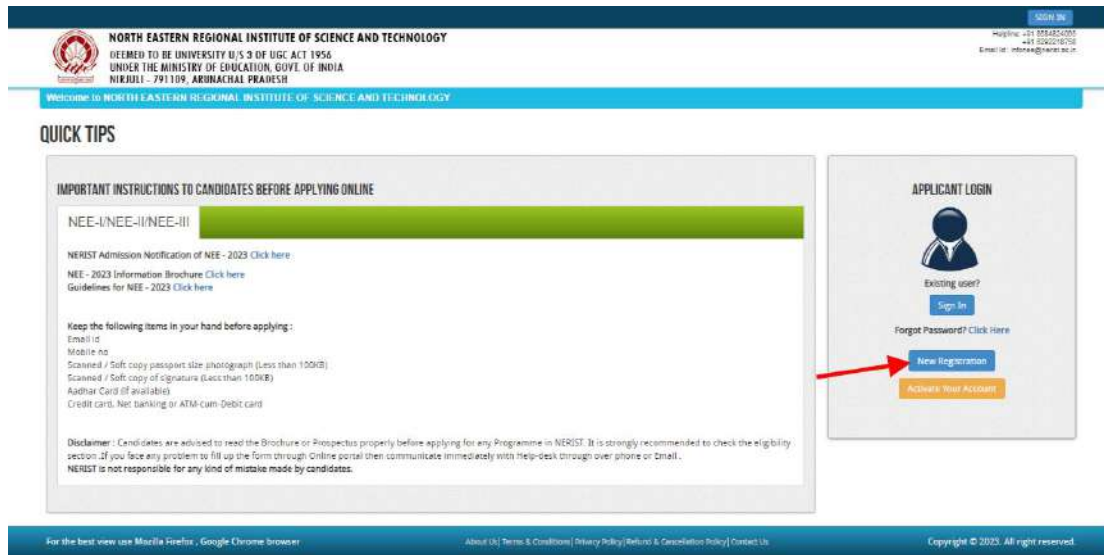 SIGN IN
NORTH EASTERN REGIONAL INSTITUTE OF SCIENCE AND TECHNOLOGY
DEEMED TO BE UNIVERSITY U/S 3 OF UGC ACT 1956
UNDER THE MINISTRY OF EDUCATION, GOVT. OF INDIA
NIRJULI - 791109, ARUNACHAL PRADESH
Helpline: +91
+91
Email id:
Welcome to NORTH EASTERN REGIONAL INSTITUTE OF SCIENCE AND TECHNOLOGY
QUICK TIPS
IMPORTANT INSTRUCTIONS TO CANDIDATES BEFORE APPLYING ONLINE
NEE-I/NEE-II/NEE-III
NERIST Admission Notification of NEE - 2023 Click here
NEE - 2023 Information Brochure Click here
Guidelines for NEE - 2023 Click here
Keep the following items in your hand before applying :
Email id
Mobile no
Scanned / Soft copy passport size photograph (Less than 100KB)
Scanned / Soft copy of signature (Less than 100KB)
Aadhar Card (if available)
Credit card, Net banking or ATM-cum-Debit card
Disclaimer : Candidates are advised to read the Brochure or Prospectus properly before applying for any Programme in NERIST. It is strongly recommended to check the eligibility
section .If you face any problem to fill up the form through Online portal then communicate immediately with Help-desk through over phone or Email .
NERIST is not responsible for any kind of mistake made by candidates.
APPLICANT LOGIN
Existing user?
Sign In
Forgot Password? Click Here
New Registration
Activate Your Account
For the best view use Mozilla Firefox , Google Chrome browser
About Us| Terms & Conditions| Privacy Policy|Refund & Cancellation Policy| Contact Us
Copyright © 2023. All right reserved.